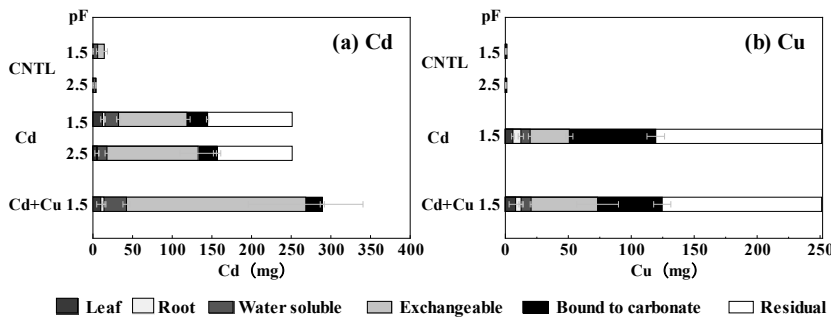 pF
(a) Cd
CNTL
1.5
2.5
Cd
1.5
2.5
Cd+Cu 1.5
0 50 100 150 200 250 300 350 400
Cd（mg）
pF
(b) Cu
CNTL
1.5
2.5
Cd
1.5
Cd+Cu 1.5
0 50 100 150 200 250
Cu（mg）
Leaf Root Water soluble Exchangeable Bound to carbonate Residual